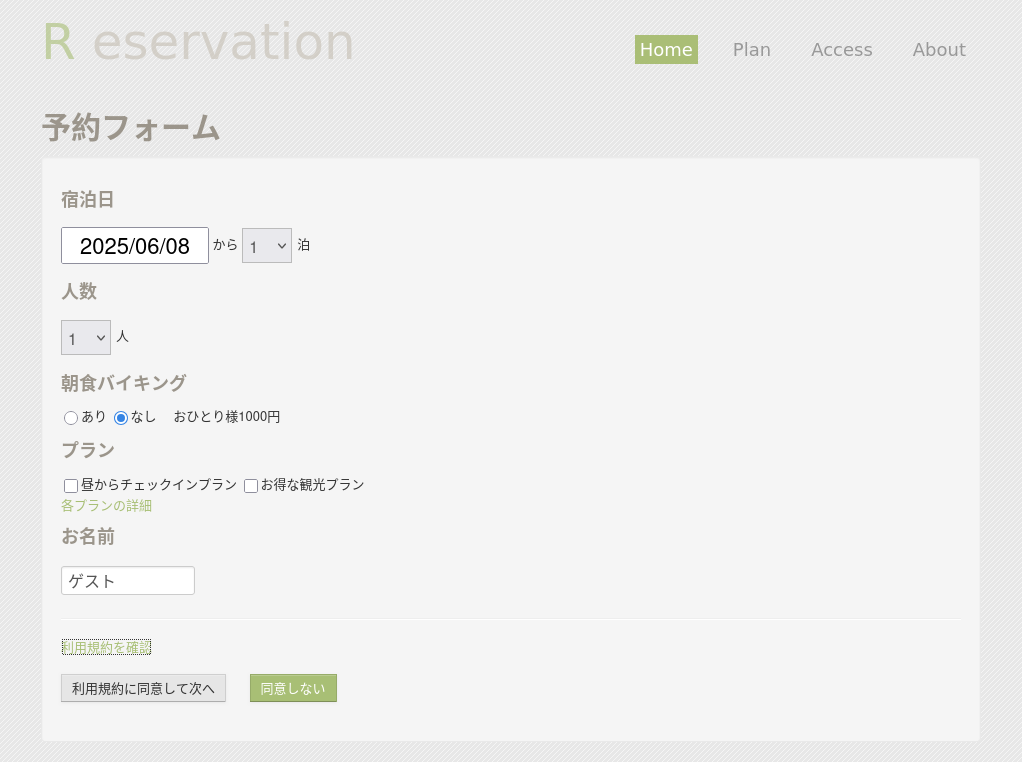 R eservation
Home Plan Access About
予約フォーム
宿泊日
2025/06/08 から 1 泊
人数
1 人
朝食バイキング
あり なし おひとり様1000円
プラン
昼からチェックインプラン お得な観光プラン
各プランの詳細
お名前
ゲスト
利用規約を確認
利用規約に同意して次へ 同意しない